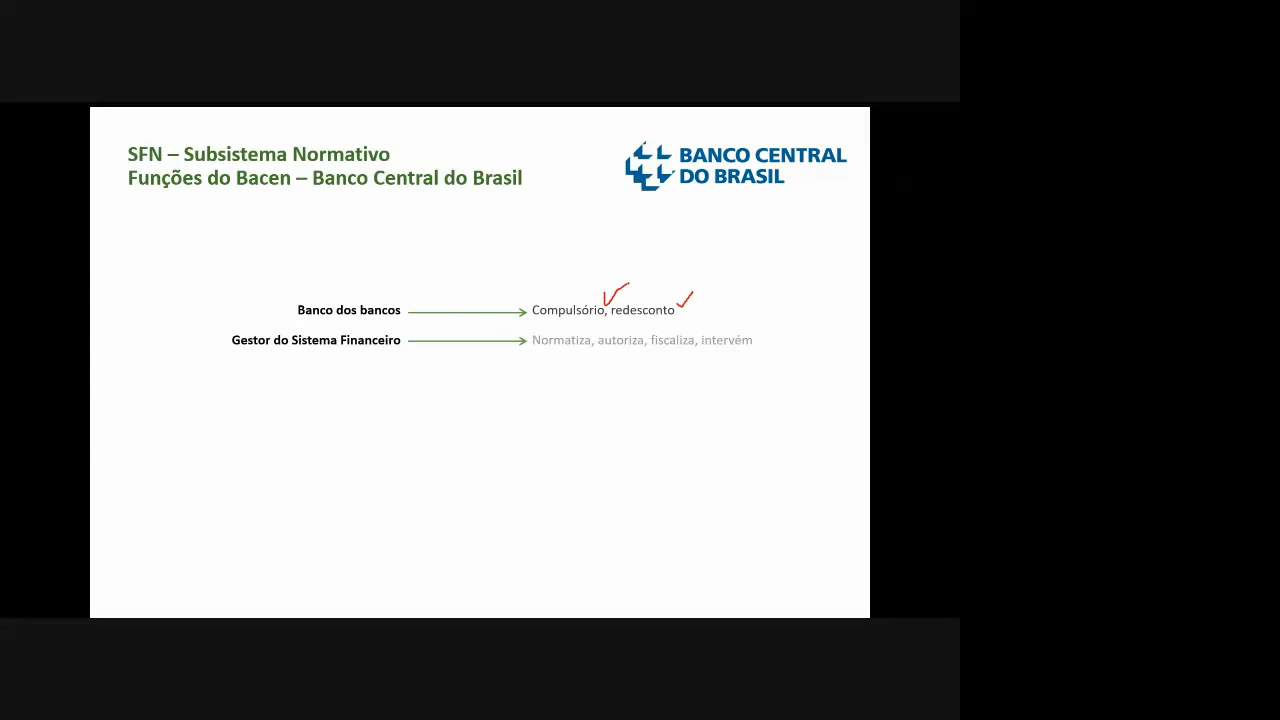 SFN – Subsistema Normativo
Funções do Bacen – Banco Central do Brasil
BANCO CENTRAL
DO BRASIL
Banco dos bancos Compulsório, redesconto
Gestor do Sistema Financeiro Normatiza, autoriza, fiscaliza, intervém